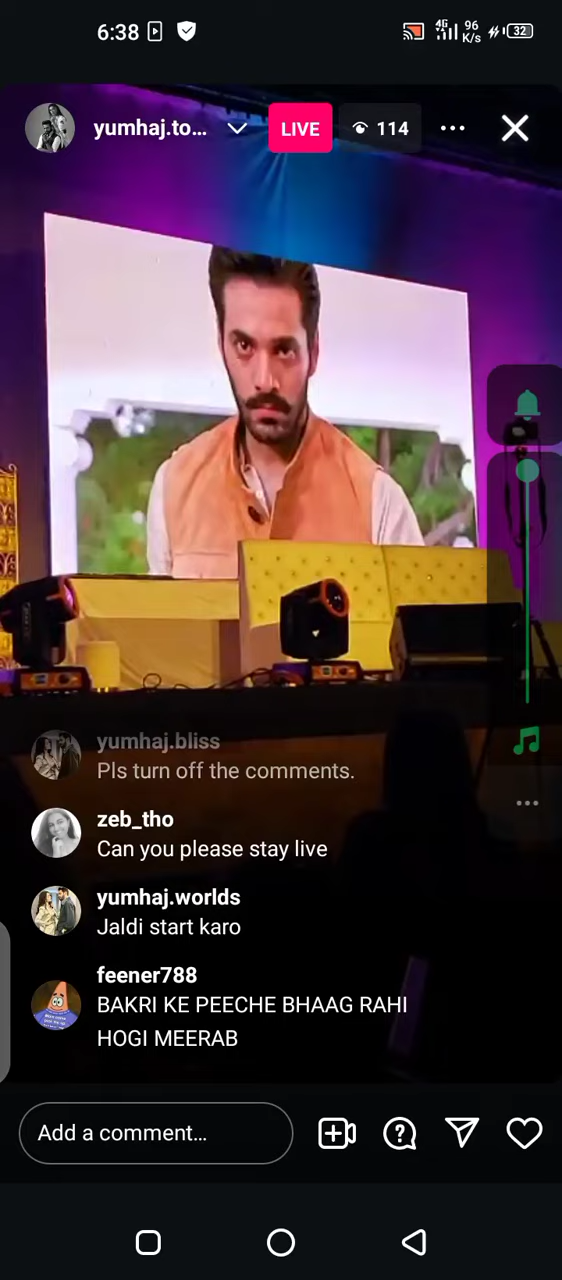 6:38
4G
96
K/s
32
yumhaj.to...
LIVE
114
yumhaj.bliss
Pls turn off the comments.
zeb_tho
Can you please stay live
yumhaj.worlds
Jaldi start karo
feener788
BAKRI KE PEECHE BHAAG RAHI
HOGI MEERAB
Add a comment...